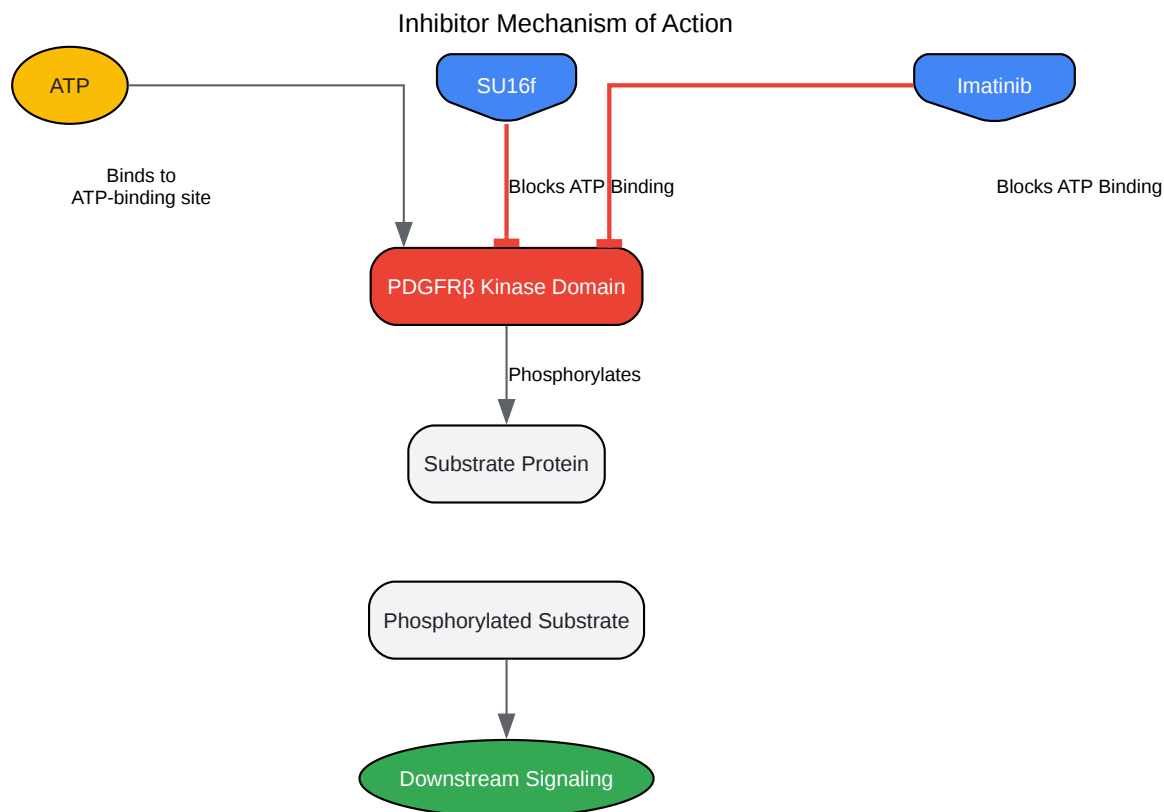 Inhibitor Mechanism of Action
ATP
SU16f
Imatinib
Binds to
ATP-binding site
Blocks ATP Binding
Blocks ATP Binding
PDGFRβ Kinase Domain
Phosphorylates
Substrate Protein
Phosphorylated Substrate
Downstream Signaling